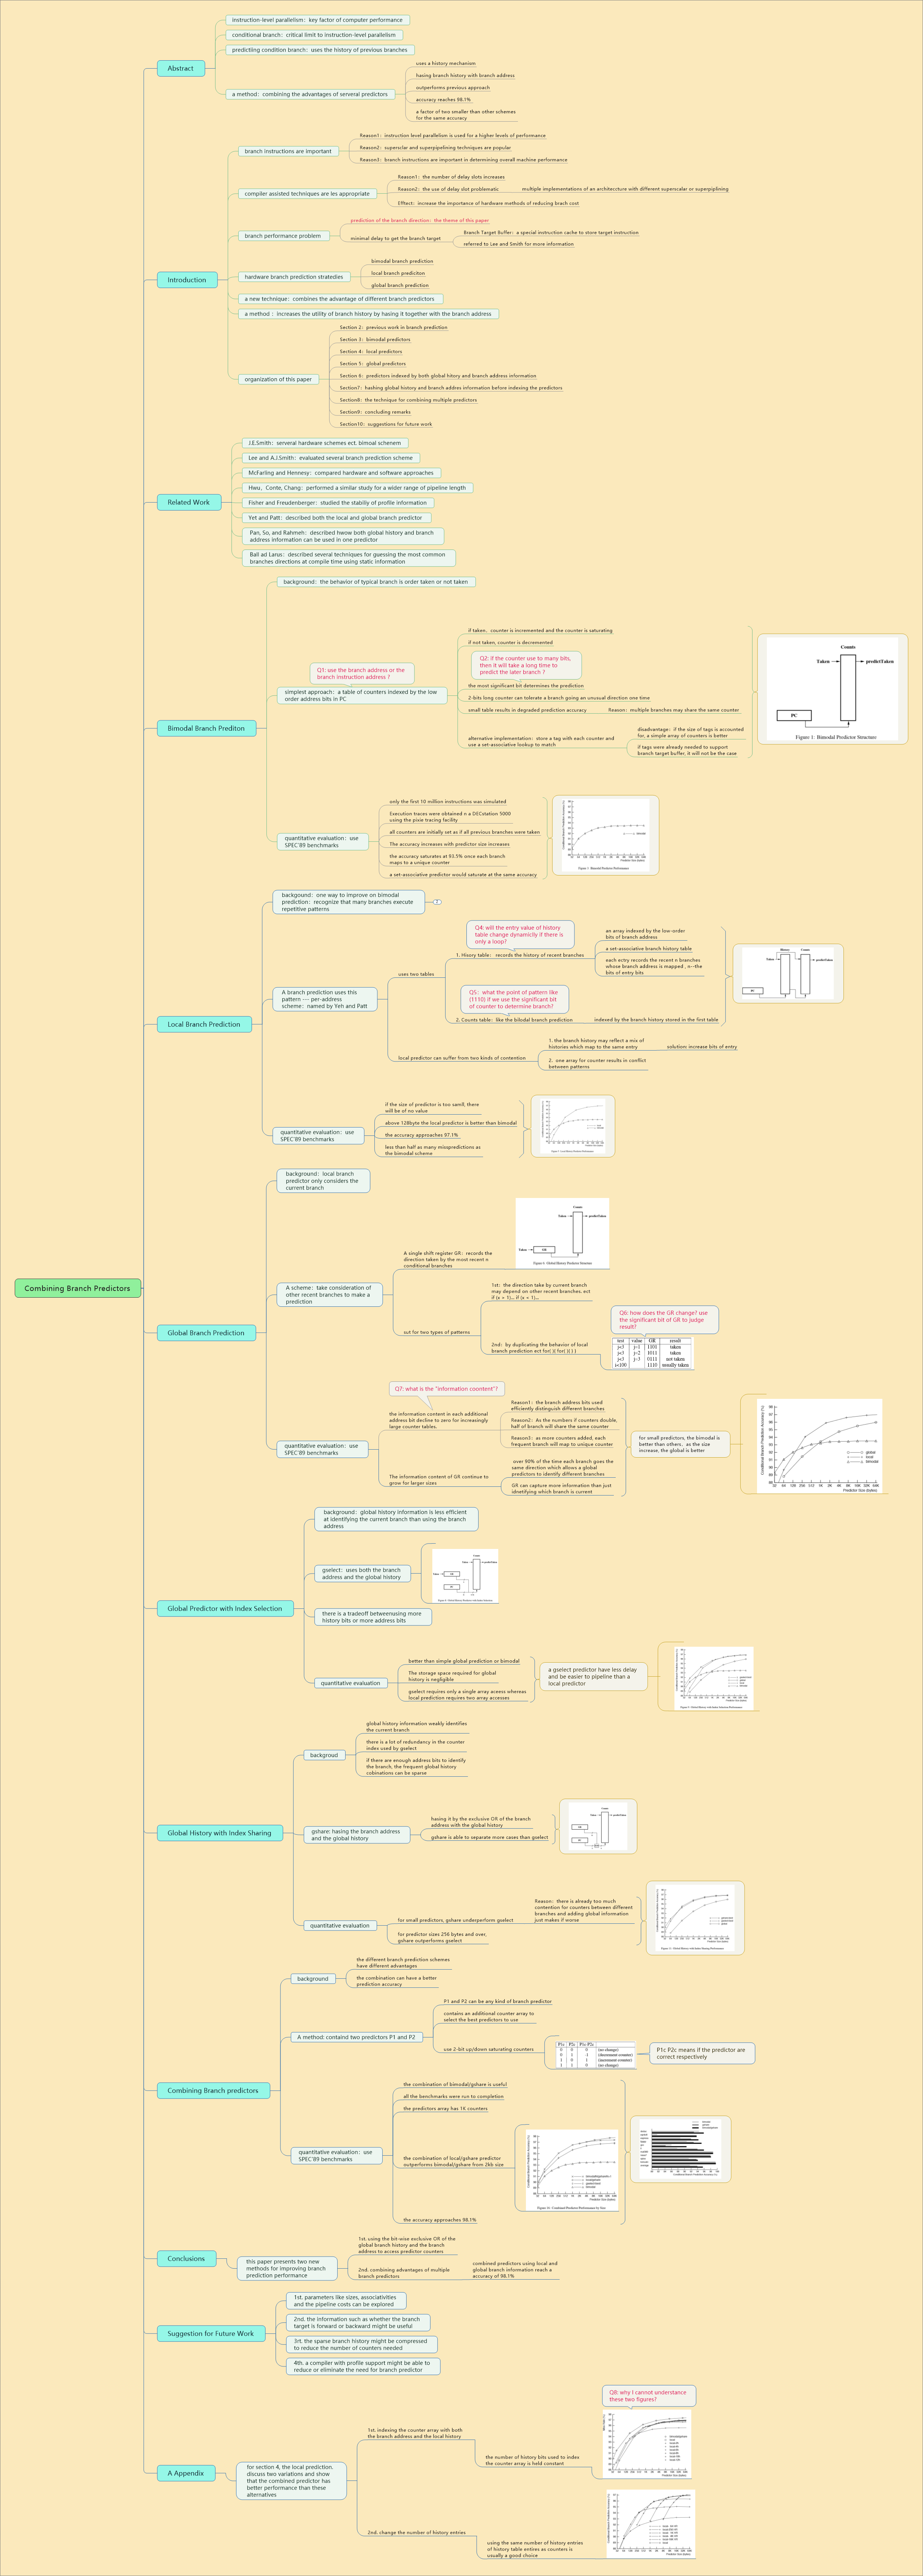 Combining Branch Predictors
Abstract
instruction-level parallelism：key factor of computer performance
conditional branch：critical limit to instruction-level parallelism
predictiing condition branch：uses the history of previous branches
a method：combining the advantages of serveral predictors
uses a history mechanism
hasing branch history with branch address
outperforms previous approach
accuracy reaches 98.1%
a factor of two smaller than other schemes
for the same accuracy
Introduction
branch instructions are important
Reason1：instruction level parallelism is used for a higher levels of performance
Reason2：superscalar and superpipelining techniques are popular
Reason3：branch instructions are important in determining overall machine performance
compiler assisted techniques are les appropriate
Reason1：the number of delay slots increases
Reason2：the use of delay slot problematic
multiple implementations of an architeccture with different superscalar or superpiplining
Effect：increase the importance of hardware methods of reducing brach cost
branch performance problem
prediction of the branch direction：the theme of this paper
minimal delay to get the branch target
Branch Target Buffer：a special instruction cache to store target instruction
referred to Lee and Smith for more information
hardware branch prediction stratedies
bimodal branch prediction
local branch prediciton
global branch prediction
a new technique：combines the advantage of different branch predictors
a method ：increases the utility of branch history by hasing it together with the branch address
organization of this paper
Section 2：previous work in branch prediction
Section 3：bimodal predictors
Section 4：local predictors
Section 5：global predictors
Section 6：predictors indexed by both global hitory and branch address information
Section7：hashing global history and branch addres information before indexing the predictors
Section8：the technique for combining multiple predictors
Section9：concluding remarks
Section10：suggestions for future work
Related Work
J.E.Smith：serveral hardware schemes ect. bimoal schenem
Lee and A.J.Smith：evaluated several branch prediction scheme
McFarling and Hennesy：compared hardware and software approaches
Hwu，Conte, Chang：performed a similar study for a wider range of pipeline length
Fisher and Freudenberger：studied the stabiliy of profile information
Yet and Patt：described both the local and global branch predictor
Pan, So, and Rahmeh：described hwow both global history and branch
address information can be used in one predictor
Ball ad Larus：described several techniques for guessing the most common
branches directions at compile time using static information
Bimodal Branch Prediton
background：the behavior of typical branch is order taken or not taken
Q1: use the branch address or the
branch instruction address ?
simplest approach：a table of counters indexed by the low
order address bits in PC
if taken，counter is incremented and the counter is saturating
if not taken, counter is decremented
Q2: if the counter use to many bits,
then it will take a long time to
predict the later branch ?
the most significant bit determines the prediction
2-bits long counter can tolerate a branch going an unusual direction one time
small table results in degraded prediction accuracy
Reason：multiple branches may share the same counter
alternative implementation：store a tag with each counter and
use a set-associative lookup to match
disadvantage：if the size of tags is accounted
for, a simple array of counters is better
if tags were already needed to support
branch target buffer, it will not be the case
Counts
Taken
predictTaken
PC
Figure 1: Bimodal Predictor Structure
quantitative evaluation：use
SPEC'89 benchmarks
only the first 10 million instructions was simulated
Execution traces were obtained n a DECstation 5000
using the pixie tracing facility
all counters are initially set as if all previous branches were taken
The accuracy increases with predictor size increases
the accuracy saturates at 93.5% once each branch
maps to a unique counter
a set-associative predictor would saturate at the same accuracy
Local Branch Prediction
backgound：one way to improve on bimodal
prediction：recognize that many branches execute
repetitive patterns
A branch prediction uses this
pattern --- per-address
scheme：named by Yeh and Patt
uses two tables
Q4: will the entry value of history
table change dynamiclly if there is
only a loop?
1. Hisory table： records the history of recent branches
an array indexed by the low-order
bits of branch address
a set-associative branch history table
each entry records the recent n branches
whose branch address is mapped , n--the
bits of entry bits
Q5：what the point of pattern like
(1110) if we use the significant bit
of counter to determine branch?
2. Counts table：like the bilodal branch prediction
indexed by the branch history stored in the first table
local predictor can suffer from two kinds of contention
1. the branch history may reflect a mix of
histories which map to the same entry
solution: increase bits of entry
2．one array for counter results in conflict
between patterns
History
Counts
Taken
predictTaken
PC
quantitative evaluation：use
SPEC'89 benchmarks
if the size of predictor is too samll, there
will be of no value
above 128byte the local predictor is better than bimodal
the accuracy approaches 97.1%
less than half as many mispredictions as
the bimodal scheme
Global Branch Prediction
background：local branch
predictor only considers the
current branch
A scheme：take consideration of
other recent branches to make a
prediction
A single shift register GR：records the
direction taken by the most recent n
conditional branches
Counts
Taken
predictTaken
Taken
GR
sut for two types of patterns
1st：the direction take by current branch
may depend on other recent branches. ect
if (x < 1)... if (x < 1)...
2nd：by duplicating the behavior of local
branch prediction ect for( )( for( )( ) )
Q6: how does the GR change? use
the significant bit of GR to judge
result?
test value GR result
j<3 j=1 1101 taken
j<3 j=2 1011 taken
j<3 j=3 0111 not taken
i<100 1110 usually taken
quantitative evaluation：use
SPEC'89 benchmarks
Q7: what is the "information coontent"?
the information content in each additional
address bit decline to zero for increasingly
large counter tables.
Reason1：the branch address bits used
efficiently distinguish different branches
Reason2：As the numbers if counters double,
half of branch will share the same counter
Reason3：as more counters added, each
frequent branch will map to unique counter
The information content of GR continue to
grow for larger sizes
over 90% of the time each branch goes the
same direction which allows a global
predictors to identify different branches
GR can capture more information than just
idnetifying which branch is current
for small predictors, the bimodal is
better than others，as the size
increase, the global is better
Conditional Branch Prediction Accuracy (%)
global
local
bimodal
32 64 128 256 512 1K 2K 4K 8K 16K 32K 64K
Predictor Size (bytes)
Global Predictor with Index Selection
background：global history information is less efficient
at identifying the current branch than using the branch
address
gselect：uses both the branch
address and the global history
there is a tradeoff betweenusing more
history bits or more address bits
quantitative evaluation
better than simple global prediction or bimodal
The storage space required for global
history is negligible
gselect requires only a single array aceess whereas
local prediction requires two array accesses
a gselect predictor have less delay
and be easier to pipeline than a
local predictor
Global History with Index Sharing
backgroud
global history information weakly identifies
the current branch
there is a lot of redundancy in the counter
index used by gselect
if there are enough address bits to identify
the branch, the frequent global history
cobinations can be sparse
gshare: hasing the branch address
and the global history
hasing it by the exclusive OR of the branch
address with the global history
gshare is able to separate more cases than gselect
quantitative evaluation
for small predictors, gshare underperform gselect
Reason：there is already too much
contention for counters between different
branches and adding global information
just makes if worse
for predictor sizes 256 bytes and over,
gshare outperforms gselect
Combining Branch predictors
background
the different branch prediction schemes
have different advantages
the combination can have a better
prediction accuracy
A method: containd two predictors P1 and P2
P1 and P2 can be any kind of branch predictor
contains an additional counter array to
select the best predictors to use
use 2-bit up/down saturating counters
P1c P2c P1c-P2c
0 0 0 (no change)
0 1 -1 (decrement counter)
1 0 1 (increment counter)
1 1 0 (no change)
P1c P2c means if the predictor are
correct respectively
quantitative evaluation：use
SPEC'89 benchmarks
the combination of bimodal/gshare is useful
all the benchmarks were run to completion
the predictors array has 1K counters
the combination of local/gshare predictor
outperforms bimodal/gshare from 2kb size
the accuracy approaches 98.1%
Conclusions
this paper presents two new
methods for improving branch
prediction performance
1st. using the bit-wise exclusive OR of the
global branch history and the branch
address to access predictor counters
2nd. combining advantages of multiple
branch predictors
combined predictors using local and
global branch information reach a
accuracy of 98.1%
Suggestion for Future Work
1st. parameters like sizes, associativities
and the pipeline costs can be explored
2nd. the information such as whether the branch
target is forward or backward might be useful
3rt. the sparse branch history might be compressed
to reduce the number of counters needed
4th. a compiler with profile support might be able to
reduce or eliminate the need for branch predictor
A Appendix
for section 4, the local prediction.
discuss two variations and show
that the combined predictor has
better performance than these
alternatives
1st. indexing the counter array with both
the branch address and the local history
the number of history bits used to index
the counter array is held constant
Q8: why I cannot understance
these two figures?
2nd. change the number of history entries
using the same number of history entries
of history table entires as counters is
usually a good choice